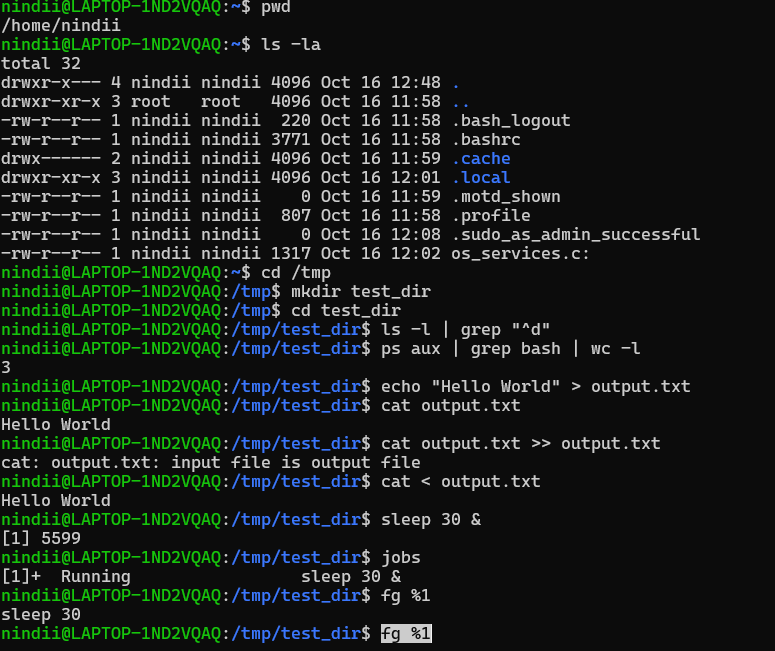 nindii@LAPTOP-1ND2VQAQ:~$ pwd
/home/nindii
nindii@LAPTOP-1ND2VQAQ:~$ ls -la
total 32
drwxr-x--- 4 nindii nindii 4096 Oct 16 12:48 .
drwxr-xr-x 3 root   root   4096 Oct 16 11:58 ..
-rw-r--r-- 1 nindii nindii  220 Oct 16 11:58 .bash_logout
-rw-r--r-- 1 nindii nindii 3771 Oct 16 11:58 .bashrc
drwx------ 2 nindii nindii 4096 Oct 16 11:59 .cache
drwxr-xr-x 3 nindii nindii 4096 Oct 16 12:01 .local
-rw-r--r-- 1 nindii nindii    0 Oct 16 11:59 .motd_shown
-rw-r--r-- 1 nindii nindii  807 Oct 16 11:58 .profile
-rw-r--r-- 1 nindii nindii    0 Oct 16 12:08 .sudo_as_admin_successful
-rw-r--r-- 1 nindii nindii 1317 Oct 16 12:02 os_services.c:
nindii@LAPTOP-1ND2VQAQ:~$ cd /tmp
nindii@LAPTOP-1ND2VQAQ:/tmp$ mkdir test_dir
nindii@LAPTOP-1ND2VQAQ:/tmp$ cd test_dir
nindii@LAPTOP-1ND2VQAQ:/tmp/test_dir$ ls -l | grep "^d"
nindii@LAPTOP-1ND2VQAQ:/tmp/test_dir$ ps aux | grep bash | wc -l
3
nindii@LAPTOP-1ND2VQAQ:/tmp/test_dir$ echo "Hello World" > output.txt
nindii@LAPTOP-1ND2VQAQ:/tmp/test_dir$ cat output.txt
Hello World
nindii@LAPTOP-1ND2VQAQ:/tmp/test_dir$ cat output.txt >> output.txt
cat: output.txt: input file is output file
nindii@LAPTOP-1ND2VQAQ:/tmp/test_dir$ cat < output.txt
Hello World
nindii@LAPTOP-1ND2VQAQ:/tmp/test_dir$ sleep 30 &
[1] 5599
nindii@LAPTOP-1ND2VQAQ:/tmp/test_dir$ jobs
[1]+  Running                 sleep 30 &
nindii@LAPTOP-1ND2VQAQ:/tmp/test_dir$ fg %1
sleep 30
nindii@LAPTOP-1ND2VQAQ:/tmp/test_dir$ fg %1